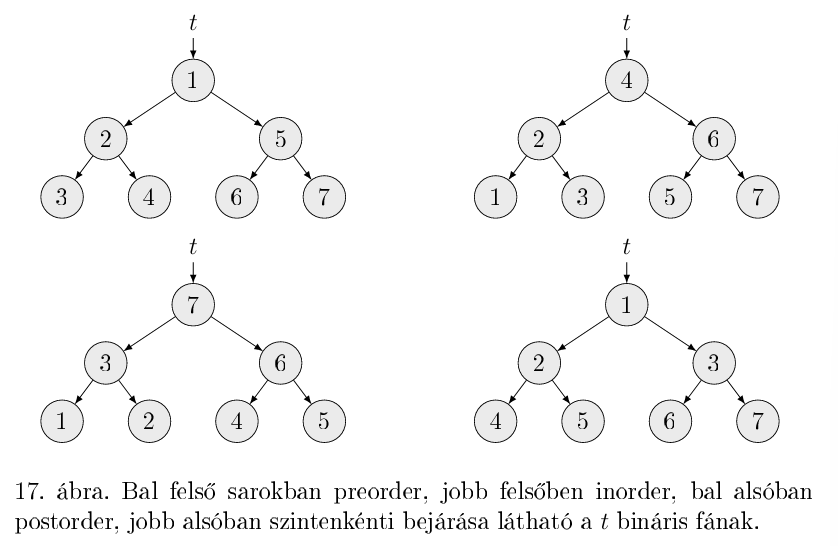 t t
1 4
2 5 2 6
3 4 6 7 1 3 5 7
t t
7 1
3 6 2 3
1 2 4 5 4 5 6 7
17. ábra. Bal felső sarokban preorder, jobb felsőben inorder, bal alsóban
postorder, jobb alsóban szintenkénti bejárása látható a t bináris fának.